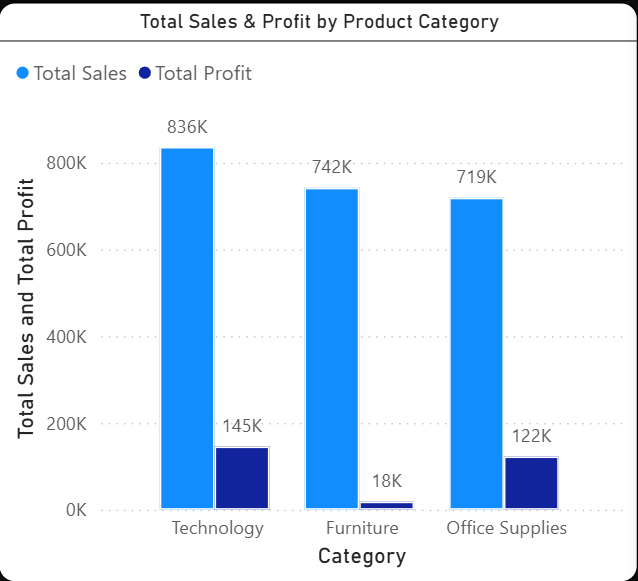 Total Sales & Profit by Product Category
Total Sales Total Profit
Total Sales and Total Profit
800K
600K
400K
200K
0K
836K
145K
742K
18K
719K
122K
Technology Furniture Office Supplies
Category